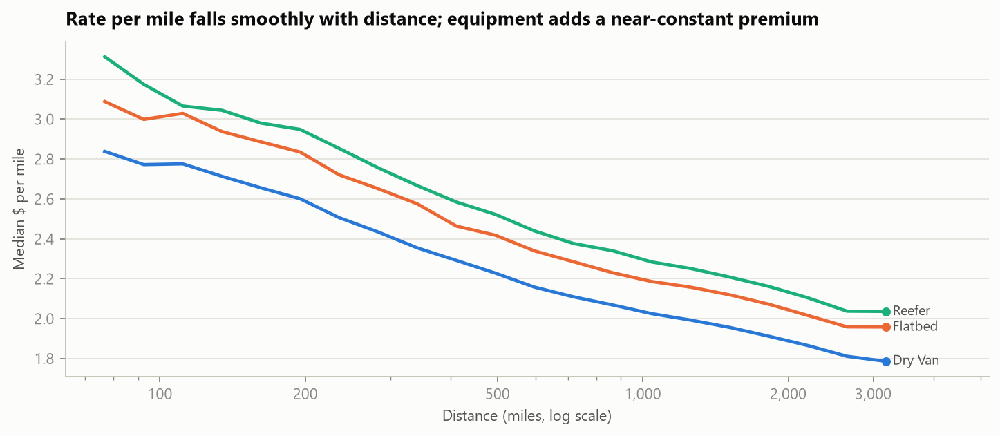 Rate per mile falls smoothly with distance; equipment adds a near-constant premium
Median $ per mile
3.2
3.0
2.8
2.6
2.4
2.2
2.0
1.8
Reefer
Flatbed
Dry Van
100 200 500 1,000 2,000 3,000
Distance (miles, log scale)